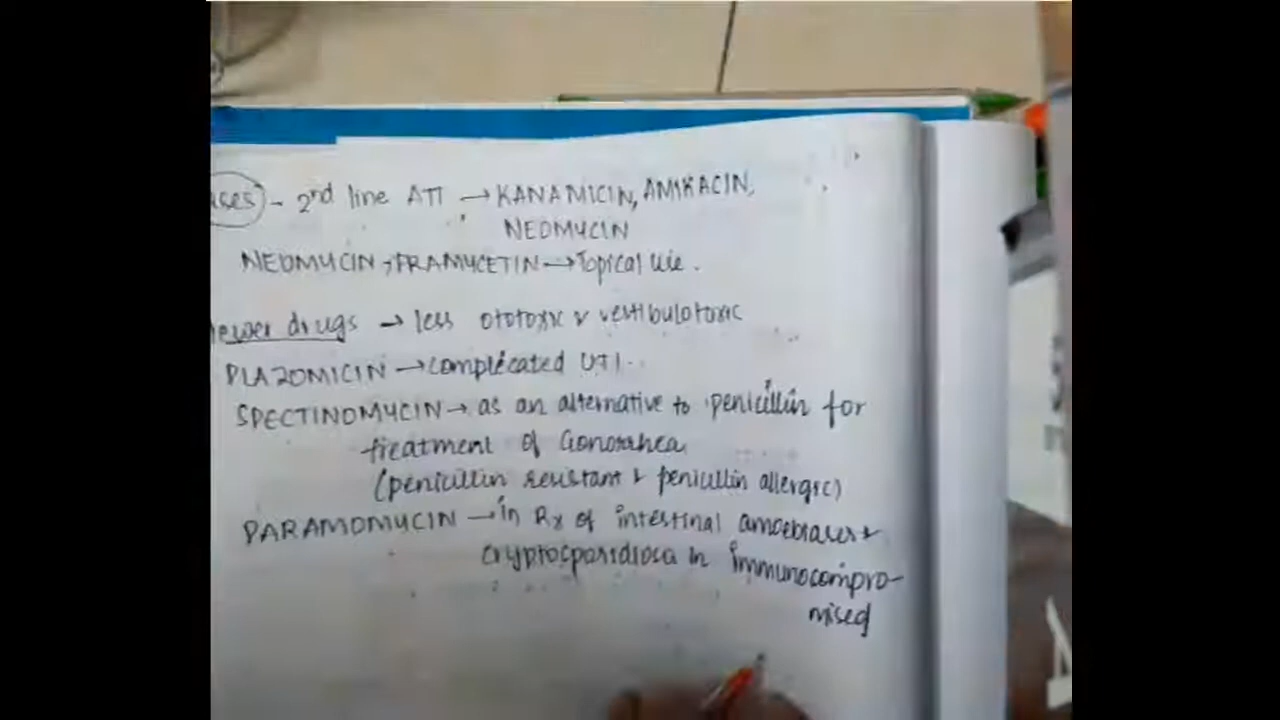 uses) - 2nd line ATT → KANAMICIN, AMIKACIN,
NEOMYCIN
NEOMYCIN, FRAMYCETIN → Topical use.
newer drugs → less ototoxic & vestibulotoxic
PLAZOMICIN → complicated UTI.
SPECTINOMYCIN → as an alternative to penicillin for
treatment of Gonorrhea
(penicillin resistant & penicillin allergic)
PARAMOMYCIN → in Rx of intestinal amoebiasis &
cryptocporidiosa in immunocompro-
mised